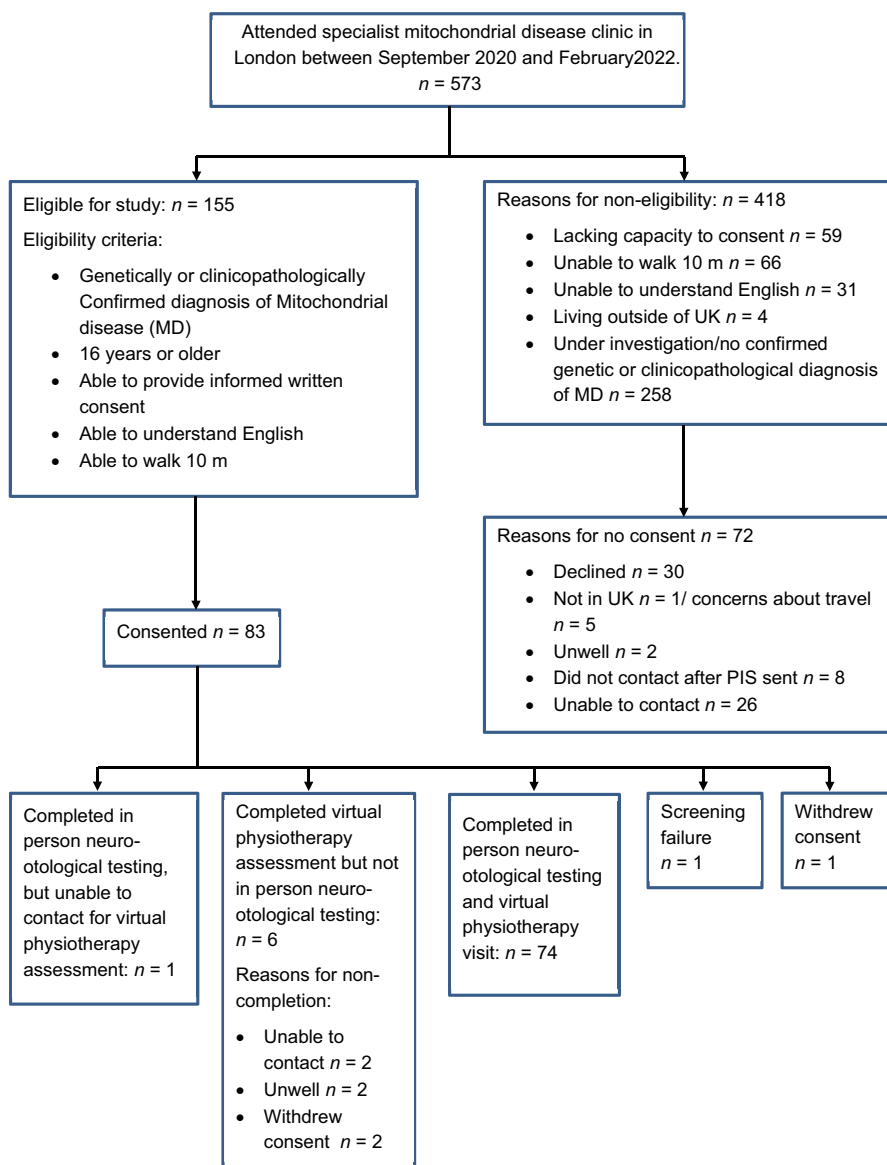 Attended specialist mitochondrial disease clinic in
London between September 2020 and February2022.
n = 573
Eligible for study: n = 155
Eligibility criteria:
• Genetically or clinicopathologically
Confirmed diagnosis of Mitochondrial
disease (MD)
• 16 years or older
• Able to provide informed written
consent
• Able to understand English
• Able to walk 10 m
Reasons for non-eligibility: n = 418
• Lacking capacity to consent n = 59
• Unable to walk 10 m n = 66
• Unable to understand English n = 31
• Living outside of UK n = 4
• Under investigation/no confirmed
genetic or clinicopathological diagnosis
of MD n = 258
Reasons for no consent n = 72
• Declined n = 30
• Not in UK n = 1/ concerns about travel
n = 5
• Unwell n = 2
• Did not contact after PIS sent n = 8
• Unable to contact n = 26
Consented n = 83
Completed in
person neuro-
otological testing,
but unable to
contact for virtual
physiotherapy
assessment: n = 1
Completed virtual
physiotherapy
assessment but not
in person neuro-
otological testing:
n = 6
Reasons for non-
completion:
• Unable to
contact n = 2
• Unwell n = 2
• Withdrew
consent n = 2
Completed in
person neuro-
otological testing
and virtual
physiotherapy
visit: n = 74
Screening
failure
n = 1
Withdrew
consent
n = 1